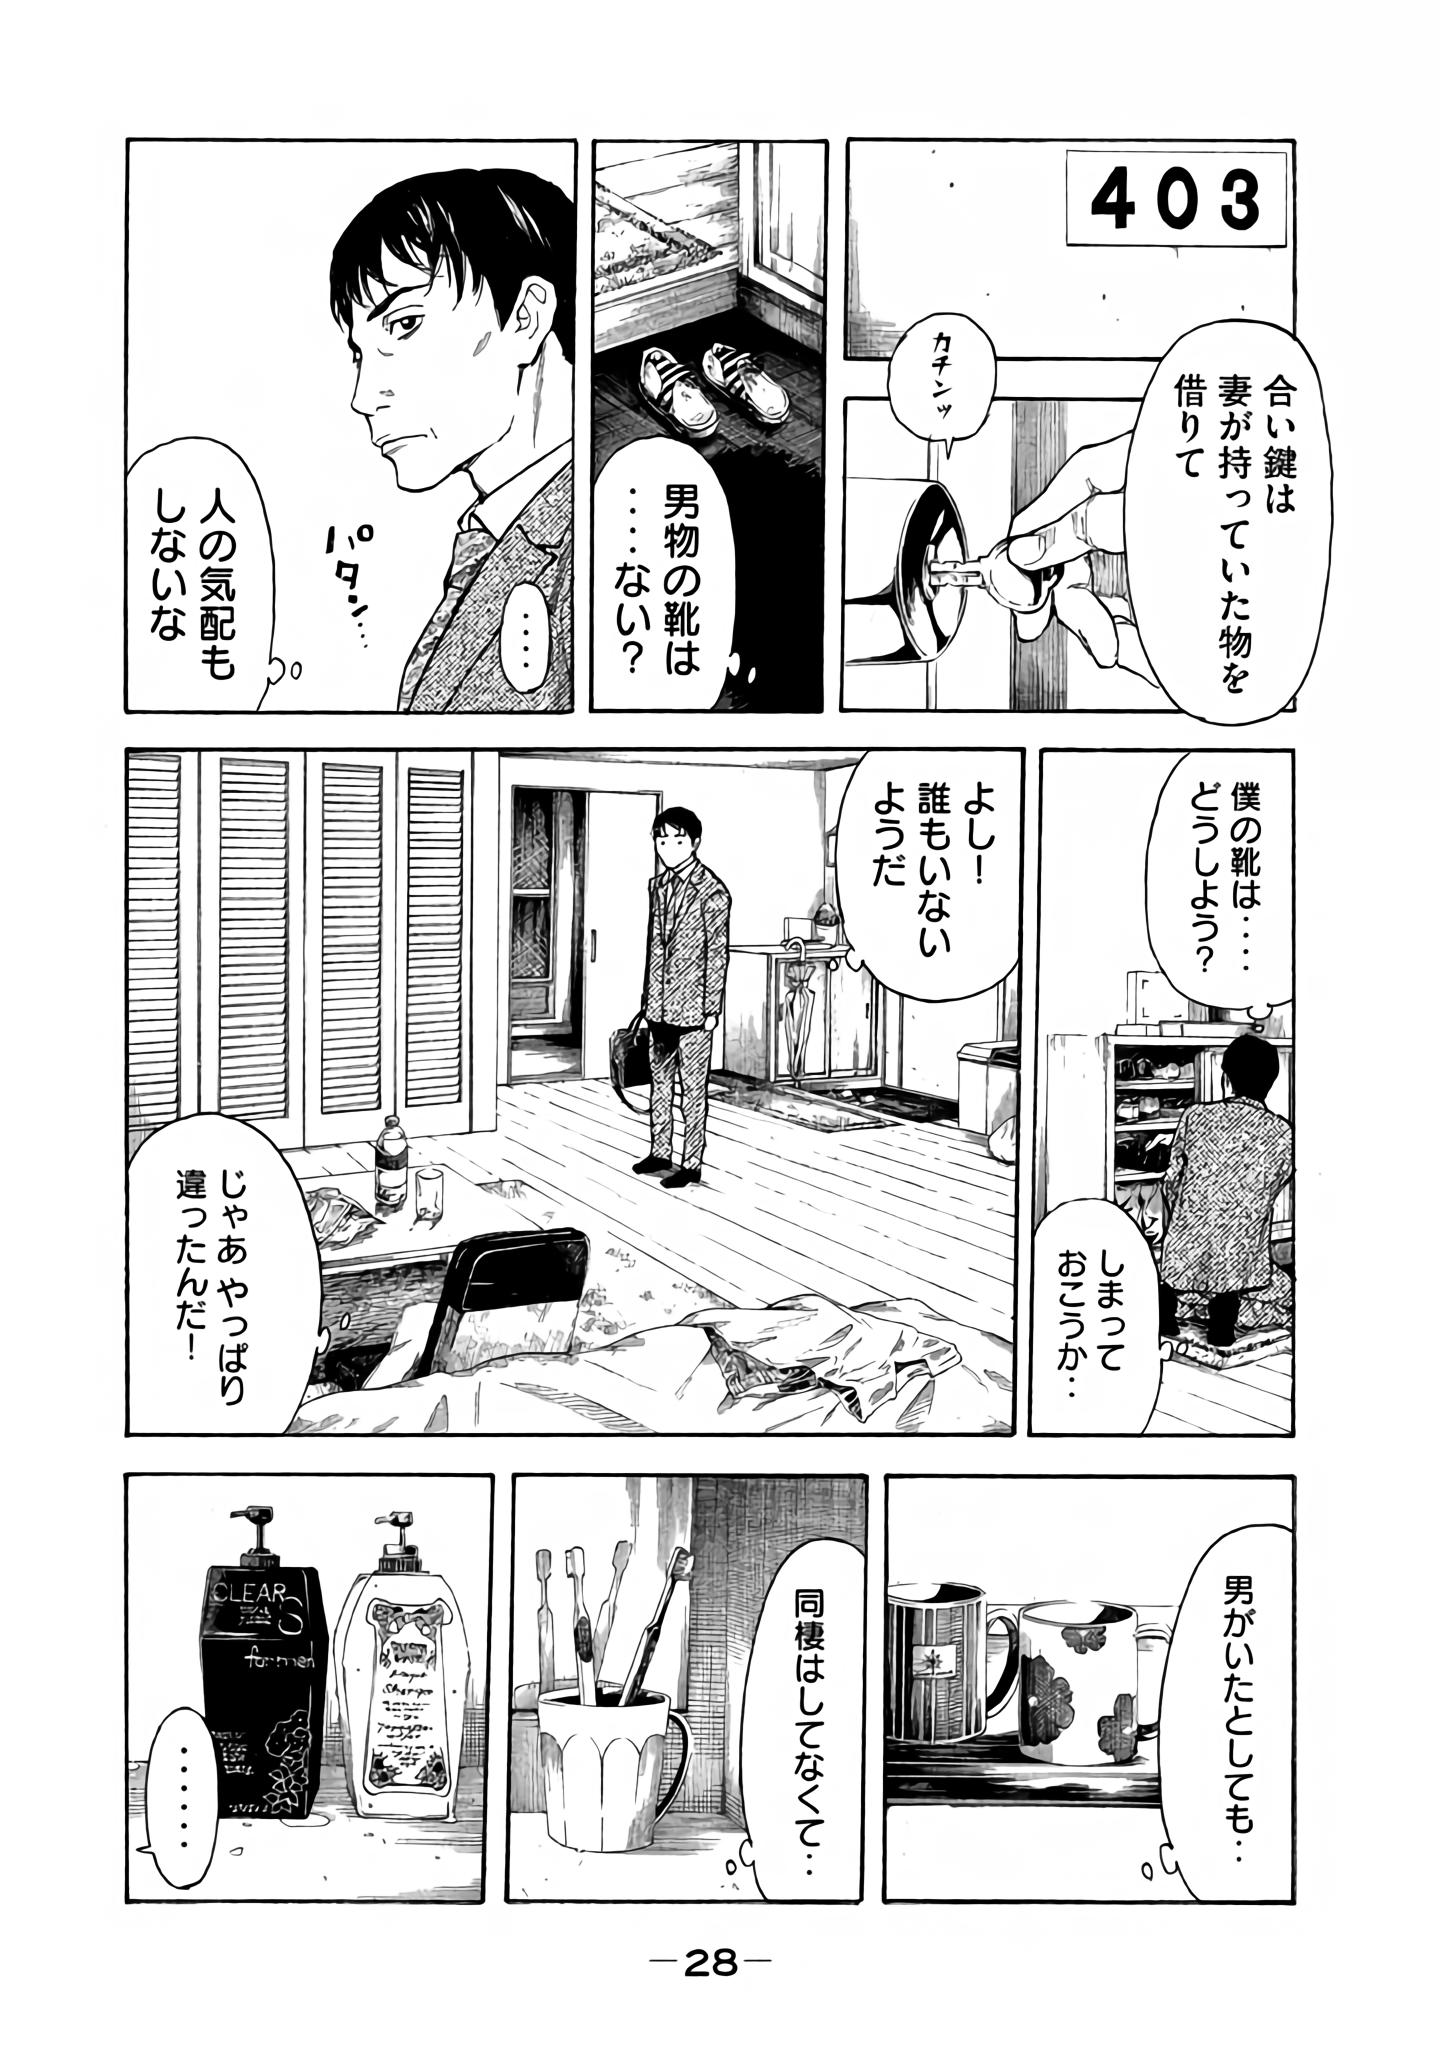 403
合い鍵は
妻が持っていた物を
借りて
カチンッ
男物の靴は
‥‥ない?
パタン…
‥‥
人の気配も
しないな
僕の靴は‥‥
どうしよう?
しまって
おこうか‥
よし!
誰もいない
ようだ
じゃあやっぱり
違ったんだ!
男がいたとしても‥
同棲はしてなくて‥
CLEAR
for men
‥‥‥
－28－